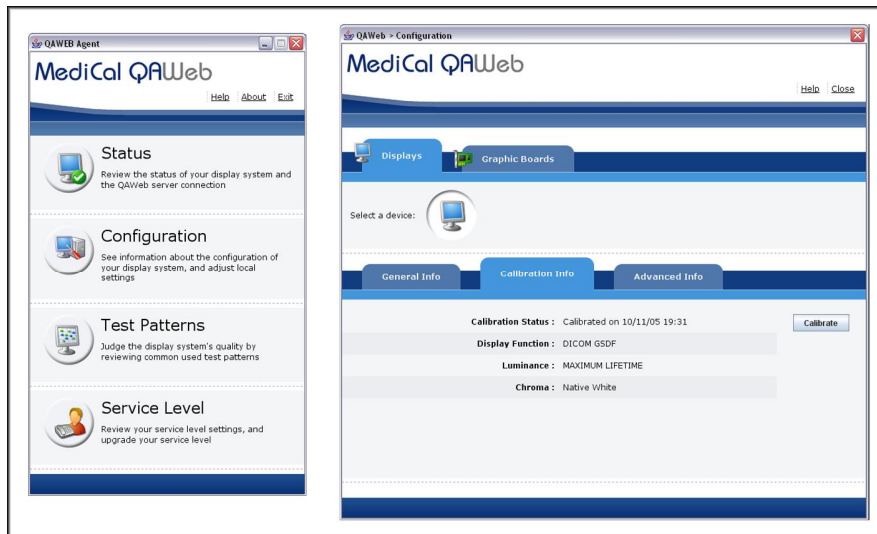 QAWEB Agent
MediCal QAWeb
Help About Exit
Status
Review the status of your display system and
the QAWeb server connection
Configuration
See information about the configuration of
your display system, and adjust local
settings
Test Patterns
Judge the display system's quality by
reviewing common used test patterns
Service Level
Review your service level settings, and
upgrade your service level
QAWeb > Configuration
MediCal QAWeb
Help Close
Displays Graphic Boards
Select a device:
General Info Calibration Info Advanced Info
Calibration Status : Calibrated on 10/11/05 19:31 Calibrate
Display Function : DICOM GSDF
Luminance : MAXIMUM LIFETIME
Chroma : Native White